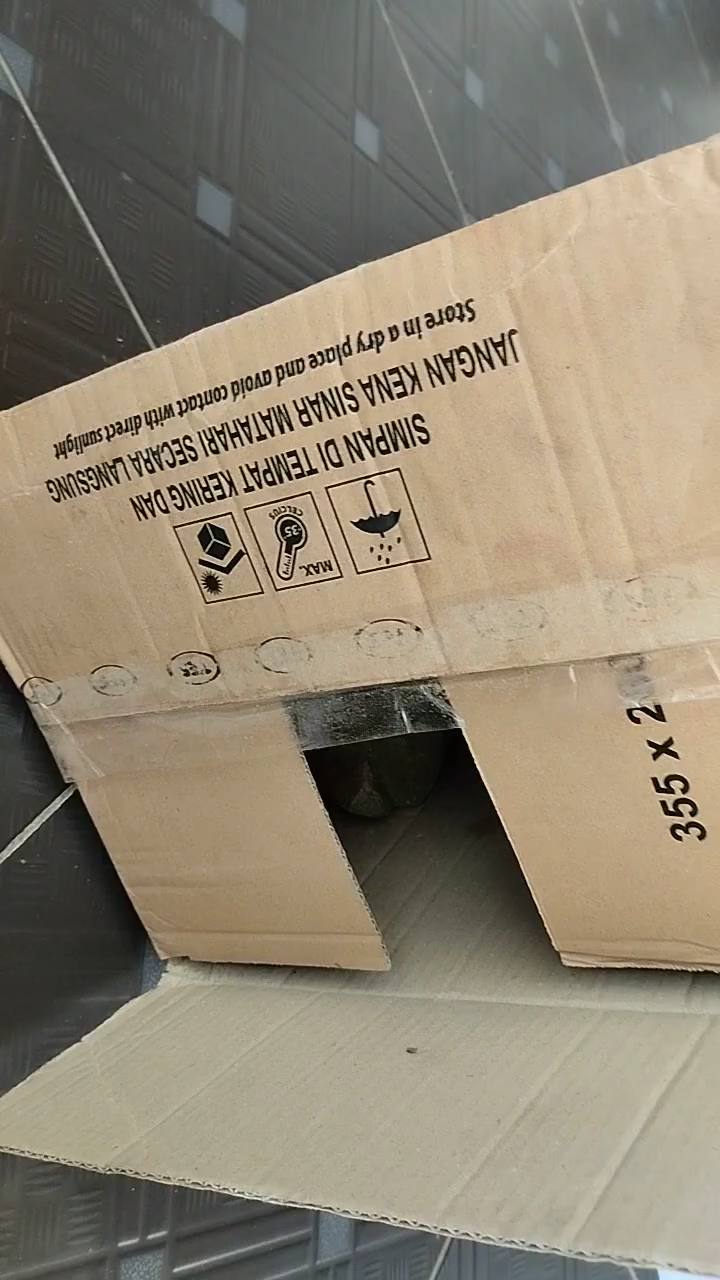 MAX.
35°
CELCIUS
SIMPAN DI TEMPAT KERING DAN
JANGAN KENA SINAR MATAHARI SECARA LANGSUNG
Store in a dry place and avoid contact with direct sunlight
355 x